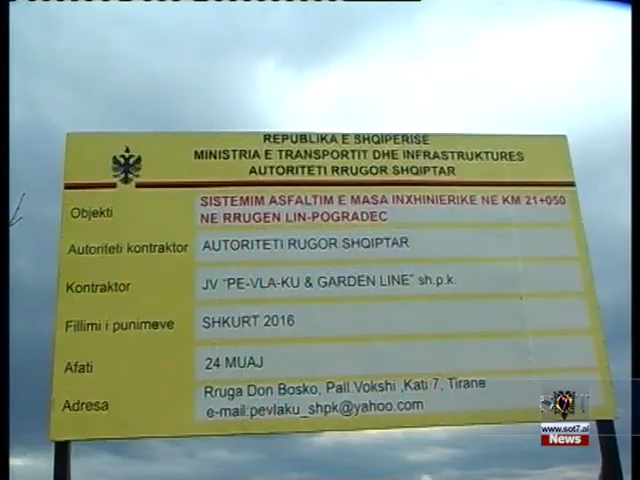 REPUBLIKA E SHQIPERISE
MINISTRIA E TRANSPORTIT DHE INFRASTRUKTURES
AUTORITETI RRUGOR SHQIPTAR
Objekti
SISTEMIM ASFALTIM E MASA INXHINIERIKE NE KM 21+050
NE RRUGEN LIN-POGRADEC
Autoriteti kontraktor AUTORITETI RUGOR SHQIPTAR
Kontraktor JV "PE-VLA-KU & GARDEN LINE" sh.p.k.
Fillimi i punimeve SHKURT 2016
Afati 24 MUAJ
Adresa
Rruga Don Bosko, Pall.Vokshi ,Kati 7, Tirane
e-mail:pevlaku_shpk@yahoo.com
www.sot7.al
News